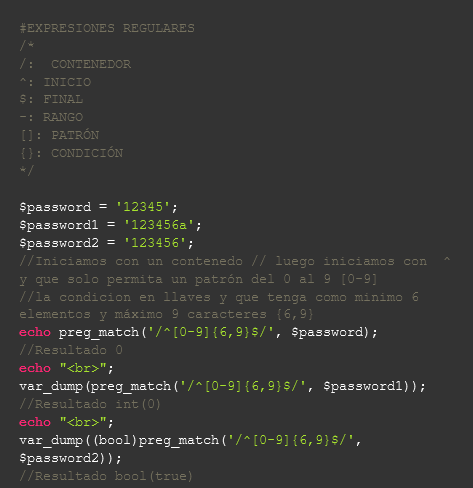 #EXPRESIONES REGULARES
/*
/:  CONTENEDOR
^: INICIO
$: FINAL
-: RANGO
[]: PATRÓN
{}: CONDICIÓN
*/
$password = '12345';
$password1 = '123456a';
$password2 = '123456';
//Iniciamos con un contenedo // luego iniciamos con  ^
y que solo permita un patrón del 0 al 9 [0-9]
//la condicion en llaves y que tenga como minimo 6
elementos y máximo 9 caracteres {6,9}
echo preg_match('/^[0-9]{6,9}$/', $password);
//Resultado 0
echo "<br>";
var_dump(preg_match('/^[0-9]{6,9}$/', $password1));
//Resultado int(0)
echo "<br>";
var_dump((bool)preg_match('/^[0-9]{6,9}$/',
$password2));
//Resultado bool(true)